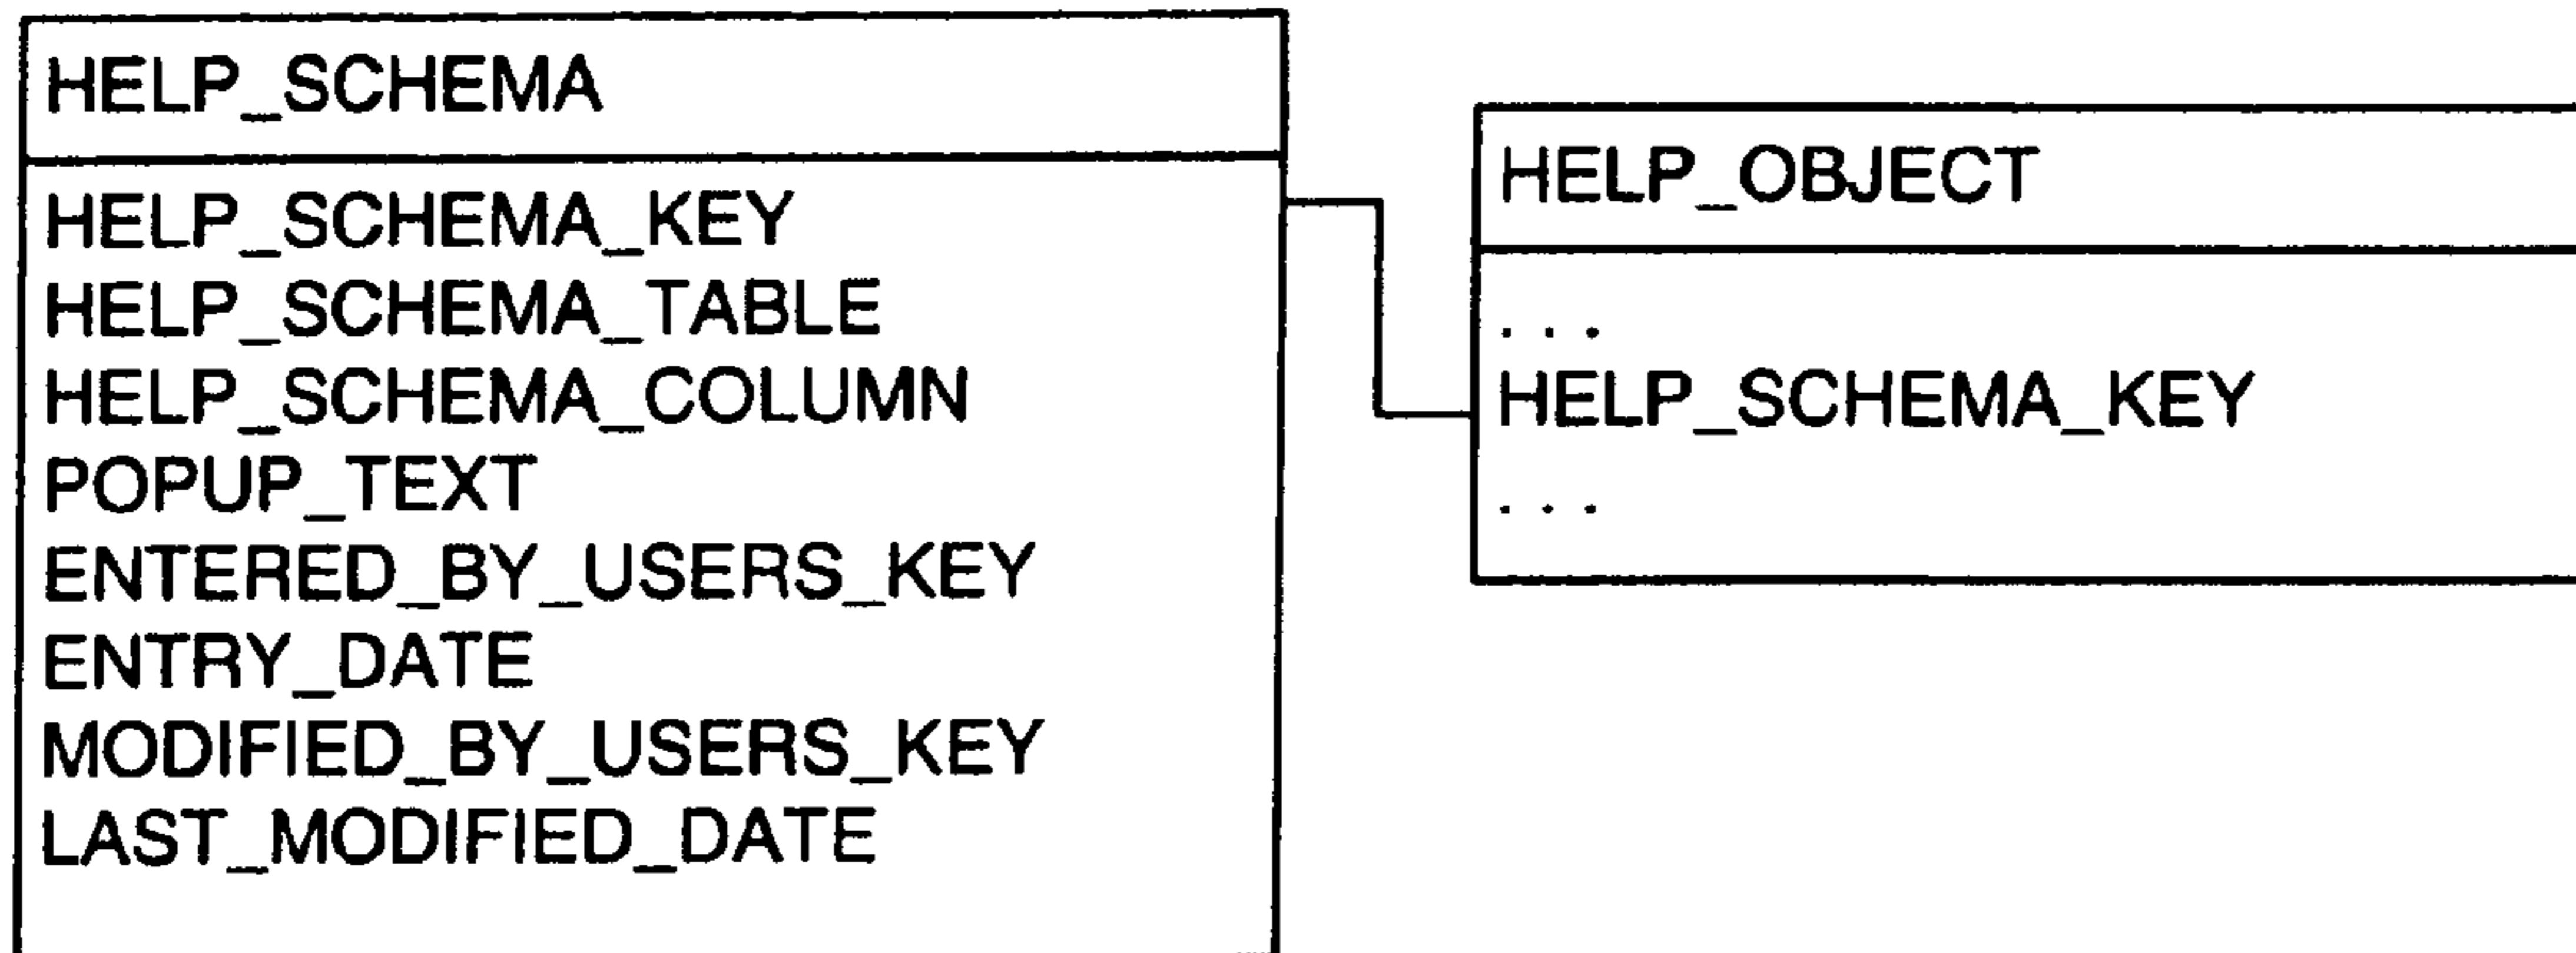 HELP_SCHEMA
HELP_SCHEMA_KEY
HELP_SCHEMA_TABLE
HELP_SCHEMA_COLUMN
POPUP_TEXT
ENTERED_BY_USERS_KEY
ENTRY_DATE
MODIFIED_BY_USERS_KEY
LAST_MODIFIED_DATE
HELP_OBJECT
. . .
HELP_SCHEMA_KEY
. . .